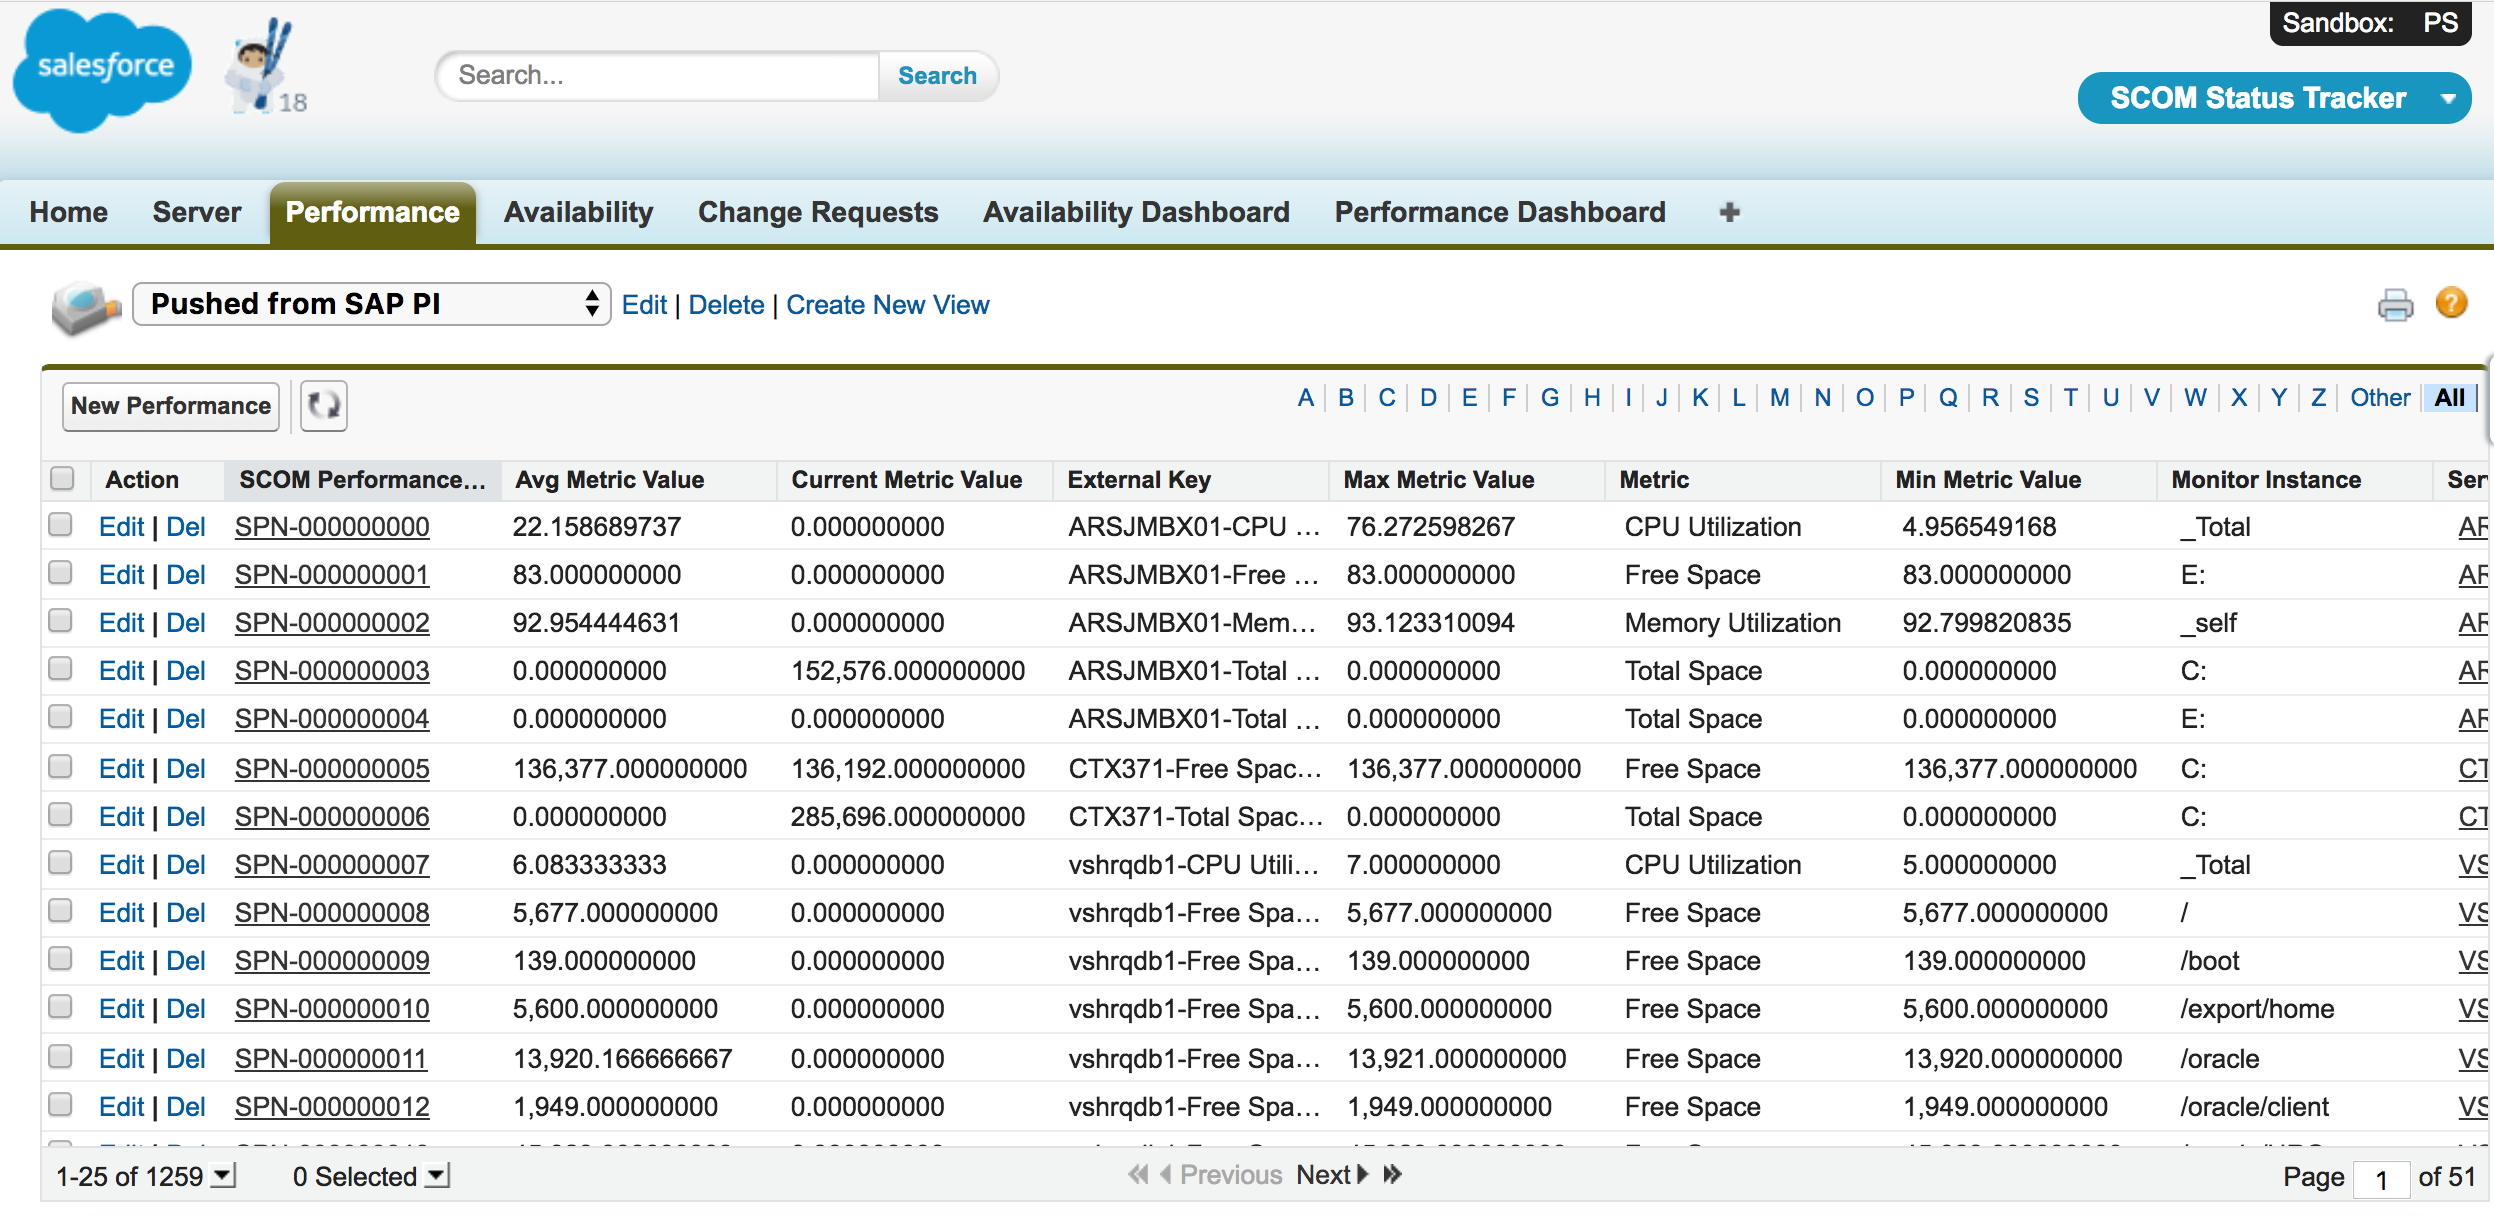 Sandbox: PS
salesforce
18
Search...
Search
SCOM Status Tracker
Home Server Performance Availability Change Requests Availability Dashboard Performance Dashboard +
Pushed from SAP PI Edit | Delete | Create New View
?
New Performance
A B C D E F G H I J K L M N O P Q R S T U V W X Y Z Other All
Action SCOM Performance... Avg Metric Value Current Metric Value External Key Max Metric Value Metric Min Metric Value Monitor Instance Ser
Edit | Del SPN-000000000 22.158689737 0.000000000 ARSJMBX01-CPU ... 76.272598267 CPU Utilization 4.956549168 _Total AR
Edit | Del SPN-000000001 83.000000000 0.000000000 ARSJMBX01-Free ... 83.000000000 Free Space 83.000000000 E: AR
Edit | Del SPN-000000002 92.954444631 0.000000000 ARSJMBX01-Mem... 93.123310094 Memory Utilization 92.799820835 _self AR
Edit | Del SPN-000000003 0.000000000 152,576.000000000 ARSJMBX01-Total ... 0.000000000 Total Space 0.000000000 C: AR
Edit | Del SPN-000000004 0.000000000 0.000000000 ARSJMBX01-Total ... 0.000000000 Total Space 0.000000000 E: AR
Edit | Del SPN-000000005 136,377.000000000 136,192.000000000 CTX371-Free Spac... 136,377.000000000 Free Space 136,377.000000000 C: CT
Edit | Del SPN-000000006 0.000000000 285,696.000000000 CTX371-Total Spac... 0.000000000 Total Space 0.000000000 C: CT
Edit | Del SPN-000000007 6.083333333 0.000000000 vshrqdb1-CPU Utili... 7.000000000 CPU Utilization 5.000000000 _Total VS
Edit | Del SPN-000000008 5,677.000000000 0.000000000 vshrqdb1-Free Spa... 5,677.000000000 Free Space 5,677.000000000 / VS
Edit | Del SPN-000000009 139.000000000 0.000000000 vshrqdb1-Free Spa... 139.000000000 Free Space 139.000000000 /boot VS
Edit | Del SPN-000000010 5,600.000000000 0.000000000 vshrqdb1-Free Spa... 5,600.000000000 Free Space 5,600.000000000 /export/home VS
Edit | Del SPN-000000011 13,920.166666667 0.000000000 vshrqdb1-Free Spa... 13,921.000000000 Free Space 13,920.000000000 /oracle VS
Edit | Del SPN-000000012 1,949.000000000 0.000000000 vshrqdb1-Free Spa... 1,949.000000000 Free Space 1,949.000000000 /oracle/client VS
1-25 of 1259 0 Selected Previous Next Page 1 of 51